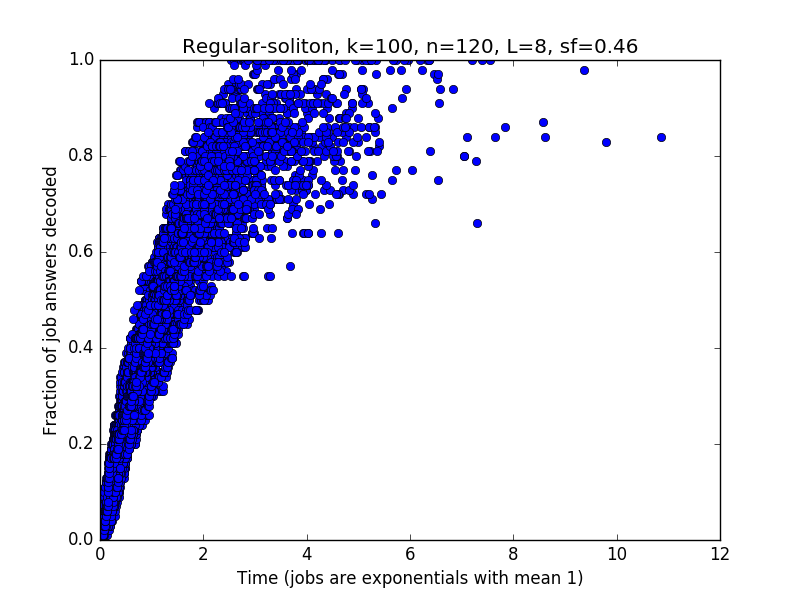 Regular-soliton, k=100, n=120, L=8, sf=0.46
1.0
0.8
0.6
0.4
0.2
0.0
Fraction of job answers decoded
0 2 4 6 8 10 12
Time (jobs are exponentials with mean 1)